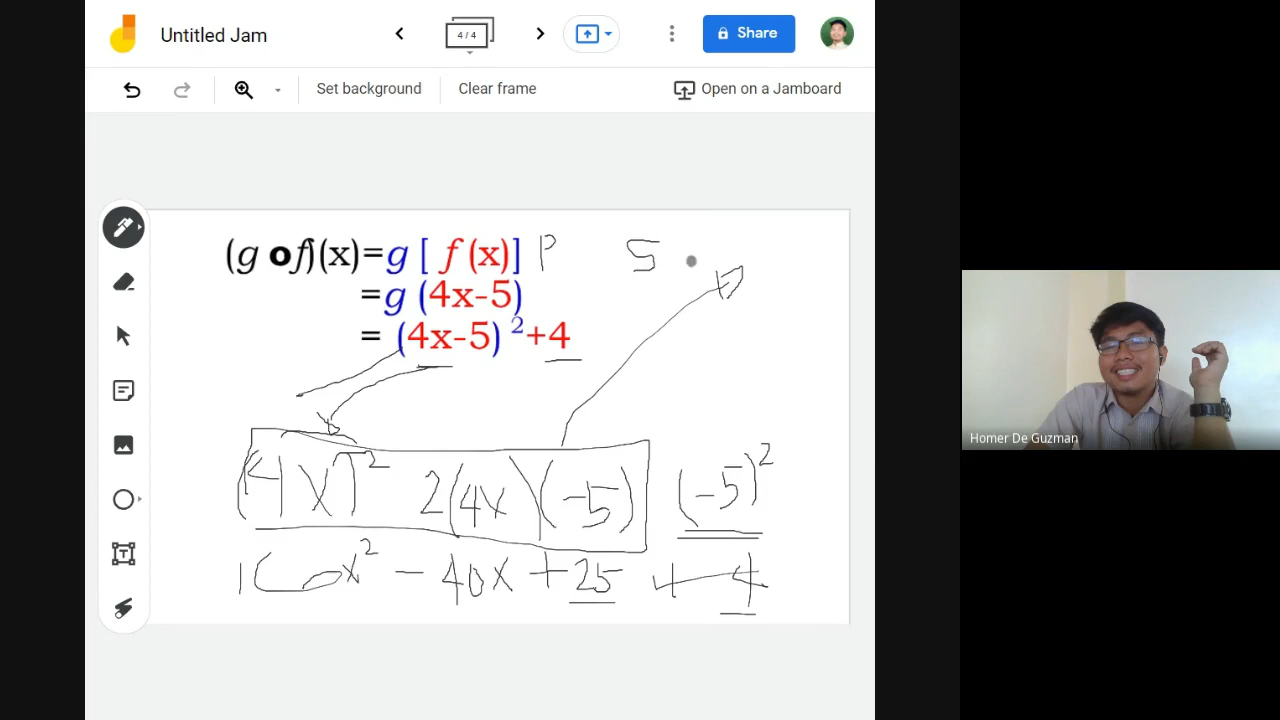 Untitled Jam
4 / 4
Share
Set background
Clear frame
Open on a Jamboard
(g o f)(x)=g [ f (x)] P 5
=g (4x-5)
= (4x-5) ²+4
(4x)² 2(4x)(-5) (-5)²
16x² - 40x + 25 + 4
Homer De Guzman